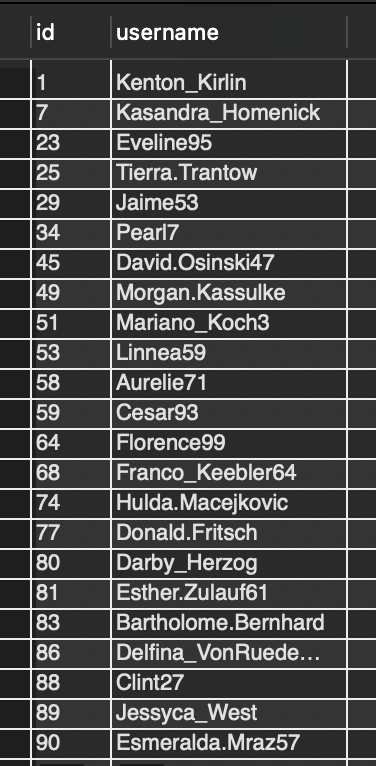 id username
1 Kenton_Kirlin
7 Kasandra_Homenick
23 Eveline95
25 Tierra.Trantow
29 Jaime53
34 Pearl7
45 David.Osinski47
49 Morgan.Kassulke
51 Mariano_Koch3
53 Linnea59
58 Aurelie71
59 Cesar93
64 Florence99
68 Franco_Keebler64
74 Hulda.Macejkovic
77 Donald.Fritsch
80 Darby_Herzog
81 Esther.Zulauf61
83 Bartholome.Bernhard
86 Delfina_VonRuede…
88 Clint27
89 Jessyca_West
90 Esmeralda.Mraz57